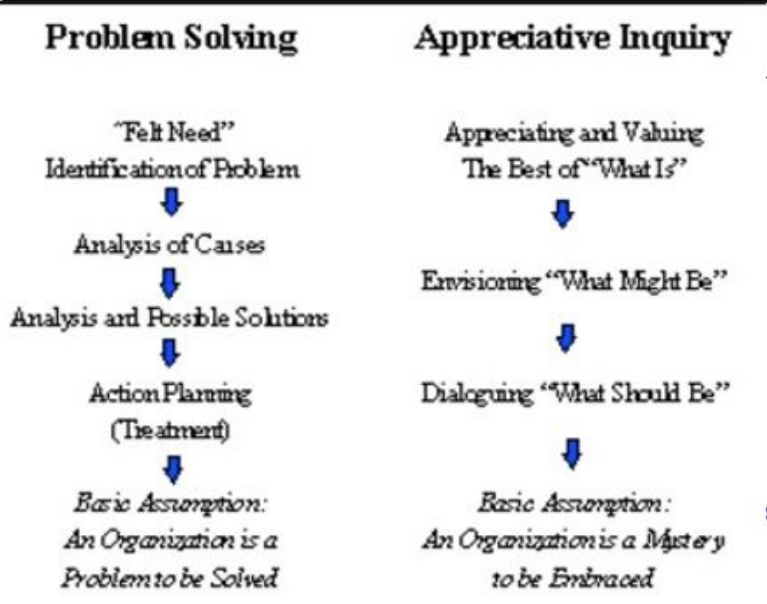 Problem Solving
"Felt Need"
Identification of Problem
Analysis of Causes
Analysis and Possible Solutions
Action Planning
(Treatment)
Basic Assumption:
An Organization is a
Problem to be Solved
Appreciative Inquiry
Appreciating and Valuing
The Best of "What Is"
Envisioning "What Might Be"
Dialoguing "What Should Be"
Basic Assumption:
An Organization is a Mystery
to be Embraced